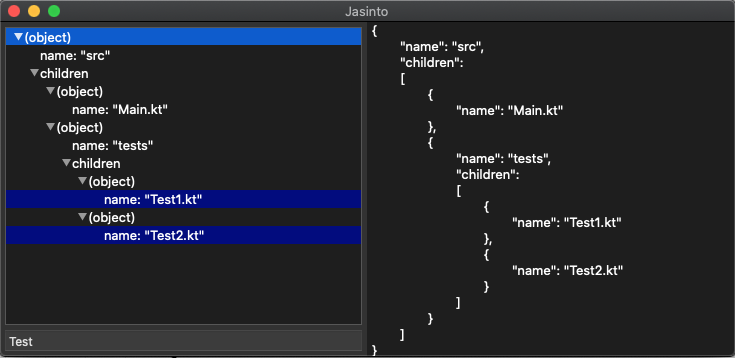 Jasinto
(object)
name: "src"
children
(object)
name: "Main.kt"
(object)
name: "tests"
children
(object)
name: "Test1.kt"
(object)
name: "Test2.kt"
Test
{
"name": "src",
"children":
[
{
"name": "Main.kt"
},
{
"name": "tests",
"children":
[
{
"name": "Test1.kt"
},
{
"name": "Test2.kt"
}
]
}
]
}